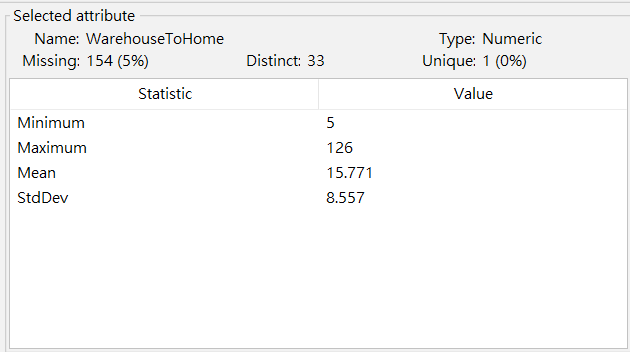 Selected attribute
Name: WarehouseToHome Type: Numeric
Missing: 154 (5%) Distinct: 33 Unique: 1 (0%)
Statistic Value
Minimum 5
Maximum 126
Mean 15.771
StdDev 8.557